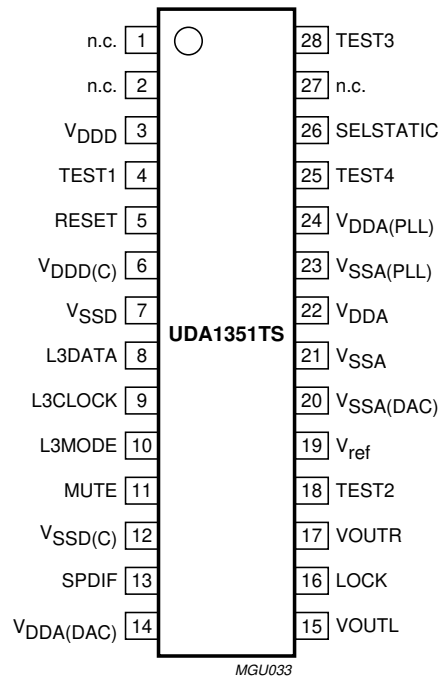 n.c. 1 28 TEST3
n.c. 2 27 n.c.
VDDD 3 26 SELSTATIC
TEST1 4 25 TEST4
RESET 5 24 VDDA(PLL)
VDDD(C) 6 23 VSSA(PLL)
VSSD 7 22 VDDA
UDA1351TS
L3DATA 8 21 VSSA
L3CLOCK 9 20 VSSA(DAC)
L3MODE 10 19 Vref
MUTE 11 18 TEST2
VSSD(C) 12 17 VOUTR
SPDIF 13 16 LOCK
VDDA(DAC) 14 15 VOUTL
MGU033